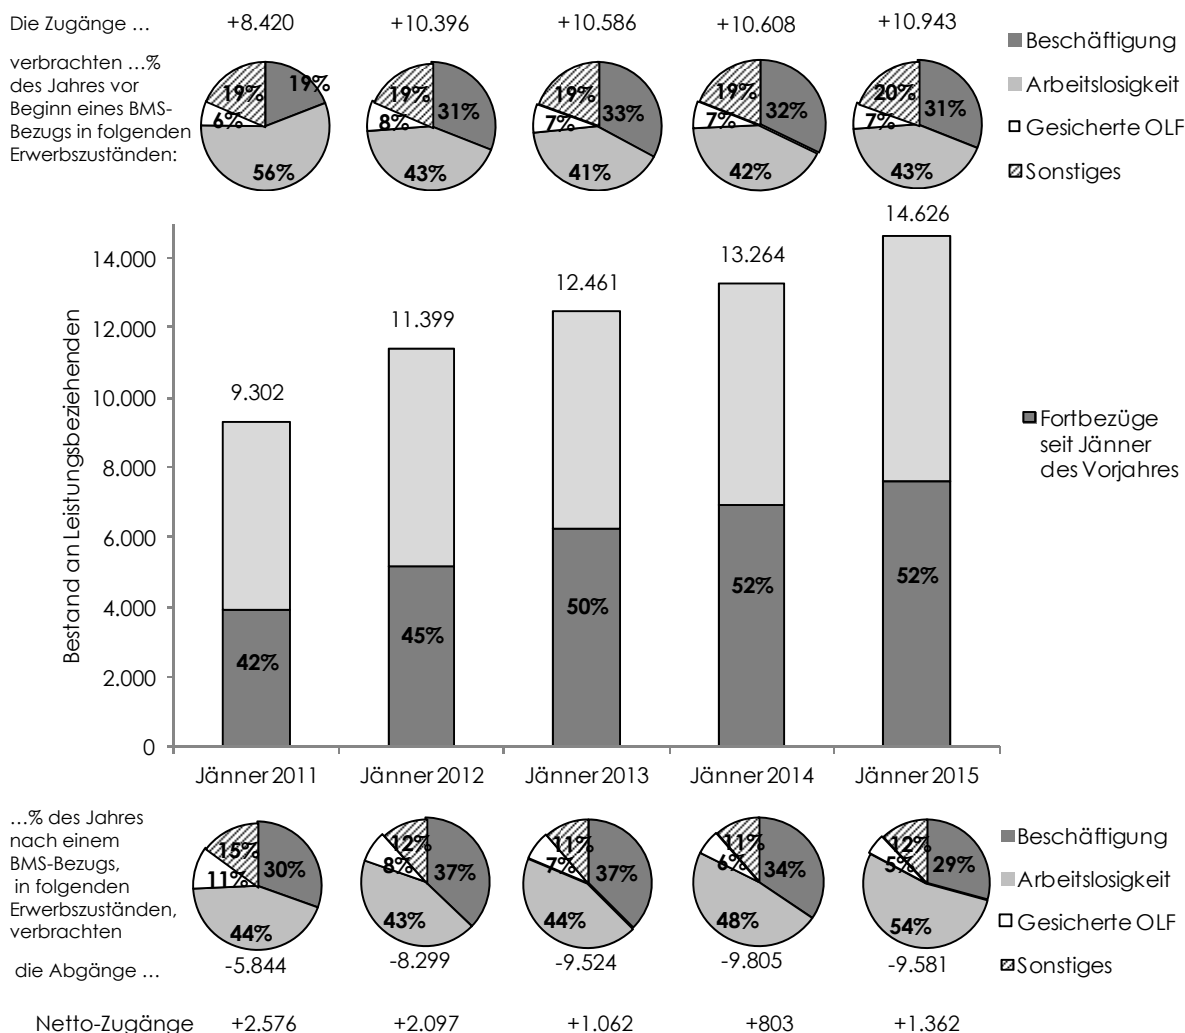 Die Zugänge ... +8.420 +10.396 +10.586 +10.608 +10.943
verbrachten ...%
des Jahres vor
Beginn eines BMS-
Bezugs in folgenden
Erwerbszuständen:
19% 19% 6% 56%
19% 31% 8% 43%
19% 33% 7% 41%
19% 32% 7% 42%
20% 31% 7% 43%
Beschäftigung
Arbeitslosigkeit
Gesicherte OLF
Sonstiges
Bestand an Leistungsbeziehenden
14.000
12.000
10.000
8.000
6.000
4.000
2.000
0
9.302
11.399
12.461
13.264
14.626
42%
45%
50%
52%
52%
Fortbezüge
seit Jänner
des Vorjahres
Jänner 2011 Jänner 2012 Jänner 2013 Jänner 2014 Jänner 2015
...% des Jahres
nach einem
BMS-Bezugs,
in folgenden
Erwerbszuständen,
verbrachten
15% 30% 11% 44%
12% 37% 8% 43%
11% 37% 7% 44%
11% 34% 6% 48%
12% 29% 5% 54%
Beschäftigung
Arbeitslosigkeit
Gesicherte OLF
Sonstiges
die Abgänge ... -5.844 -8.299 -9.524 -9.805 -9.581
Netto-Zugänge +2.576 +2.097 +1.062 +803 +1.362